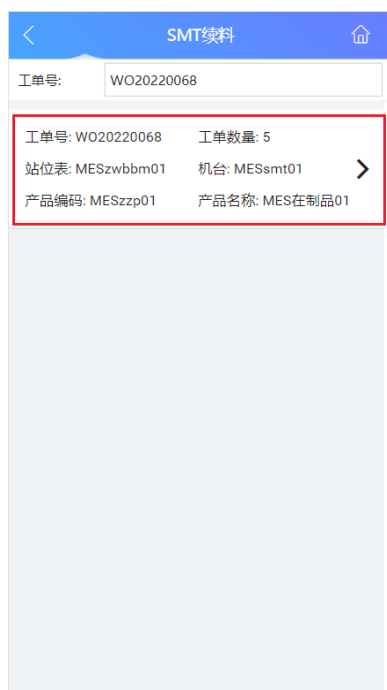 SMT续料
工单号: WO20220068
工单号: WO20220068 工单数量: 5
站位表: MESzwbbm01 机台: MESsmt01
产品编码: MESzzp01 产品名称: MES在制品01